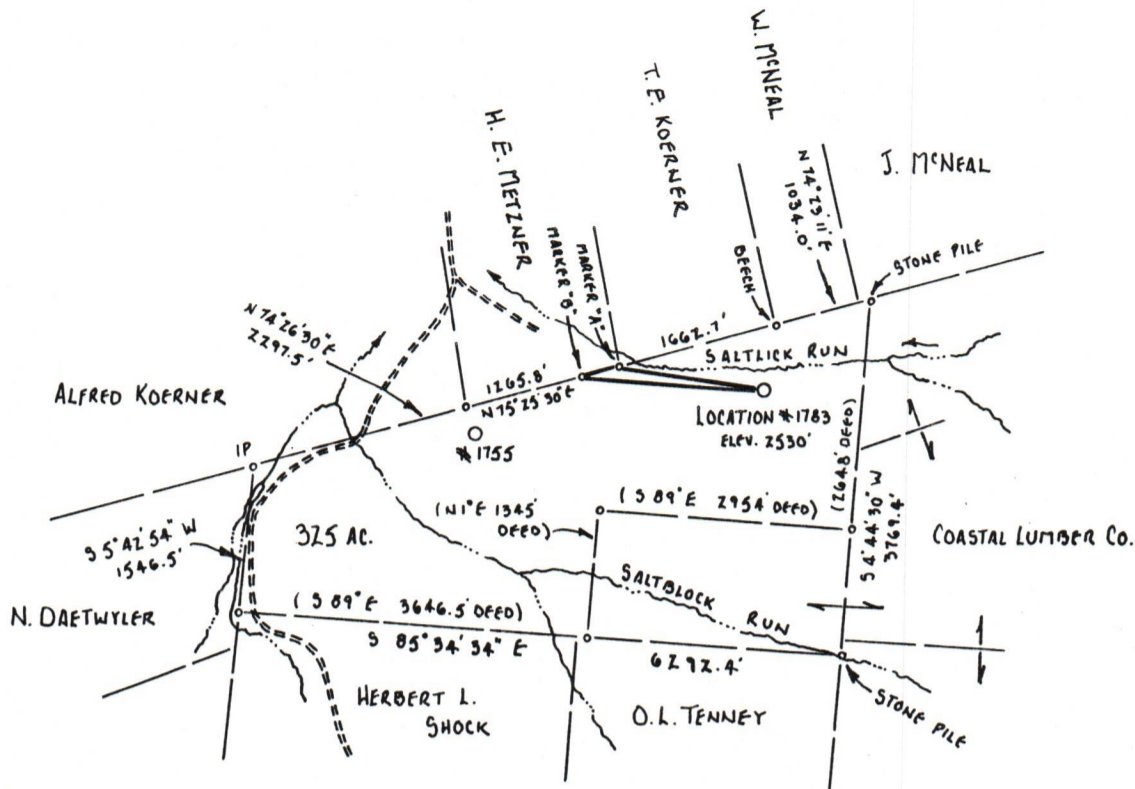 W. McNEAL
T. E. KOERNER
H. E. METZNER
N 74° 23' 11" E
1034.0'
J. McNEAL
STONE PILE
BEECH
MARKER "A"
MARKER "B"
1662.7'
SALTLICK RUN
N 74° 26' 30" E
2297.5'
1265.8'
N 75° 25' 30" E
ALFRED KOERNER
LOCATION #1783
ELEV. 2530'
#1755
IP
(2648' DEED)
S 4° 44' 30" W
3769.4'
(S 89° E 2954' DEED)
(N 1° E 1345'
DEED)
COASTAL LUMBER CO.
S 5° 42' 54" W
1546.5'
325 AC.
SALTBLOCK RUN
N. DAETWYLER
(S 89° E 3646.5' DEED)
S 85° 34' 34" E
6292.4'
HERBERT L.
SHOCK
O.L. TENNEY
STONE PILE